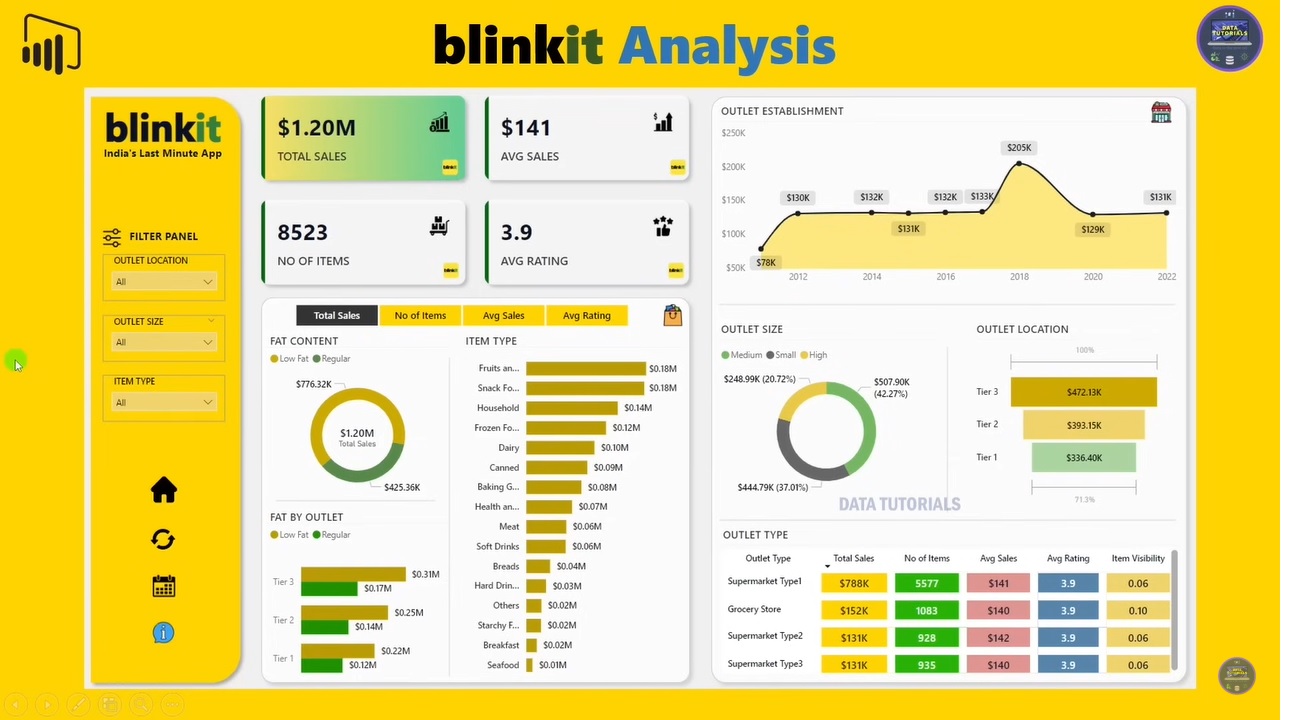 blinkit Analysis
DATA
TUTORIALS
blinkit
India's Last Minute App
FILTER PANEL
OUTLET LOCATION
All
OUTLET SIZE
All
ITEM TYPE
All
$1.20M
TOTAL SALES
blinkit
$141
AVG SALES
blinkit
8523
NO OF ITEMS
blinkit
3.9
AVG RATING
blinkit
Total Sales No of Items Avg Sales Avg Rating
FAT CONTENT
Low Fat Regular
$776.32K
$1.20M
Total Sales
$425.36K
FAT BY OUTLET
Low Fat Regular
Tier 3 $0.31M
$0.17M
Tier 2 $0.25M
$0.14M
Tier 1 $0.22M
$0.12M
ITEM TYPE
Fruits an... $0.18M
Snack Fo... $0.18M
Household $0.14M
Frozen Fo... $0.12M
Dairy $0.10M
Canned $0.09M
Baking G... $0.08M
Health an... $0.07M
Meat $0.06M
Soft Drinks $0.06M
Breads $0.04M
Hard Drin... $0.03M
Others $0.02M
Starchy F... $0.02M
Breakfast $0.02M
Seafood $0.01M
OUTLET ESTABLISHMENT
$250K
$200K
$150K
$100K
$50K
$78K
$130K
$132K
$131K
$132K
$133K
$205K
$129K
$131K
2012 2014 2016 2018 2020 2022
OUTLET SIZE
Medium Small High
$248.99K (20.72%)
$507.90K
(42.27%)
$444.79K (37.01%)
OUTLET LOCATION
100%
Tier 3 $472.13K
Tier 2 $393.15K
Tier 1 $336.40K
71.3%
DATA TUTORIALS
OUTLET TYPE
Outlet Type Total Sales No of Items Avg Sales Avg Rating Item Visibility
Supermarket Type1 $788K 5577 $141 3.9 0.06
Grocery Store $152K 1083 $140 3.9 0.10
Supermarket Type2 $131K 928 $142 3.9 0.06
Supermarket Type3 $131K 935 $140 3.9 0.06